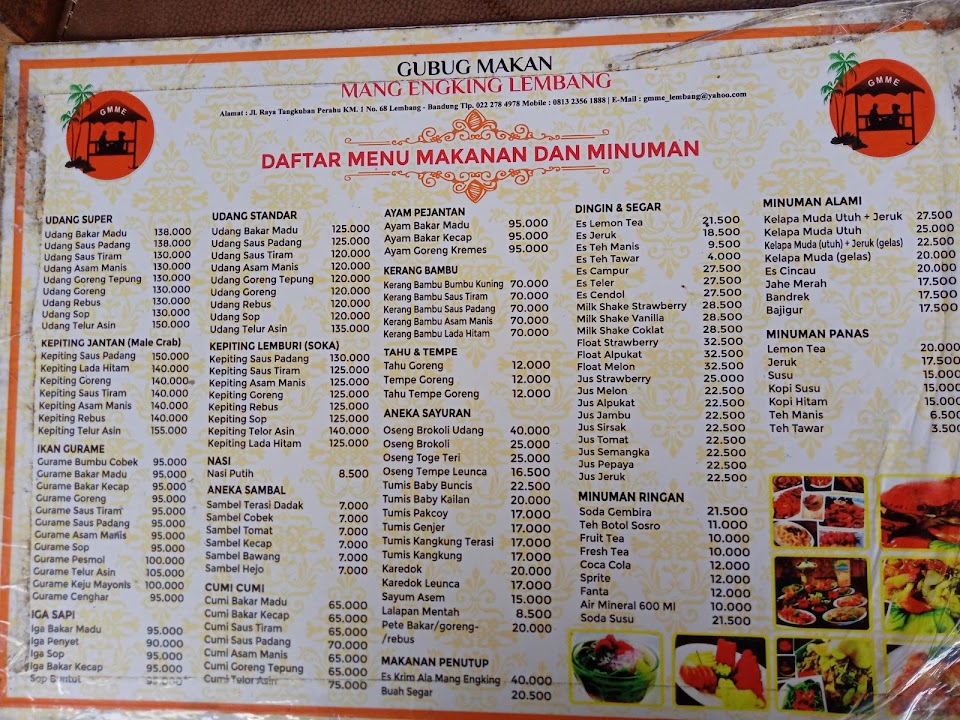 GUBUG MAKAN
MANG ENGKING LEMBANG
Alamat : Jl. Raya Tangkuban Perahu KM. 1 No. 68 Lembang - Bandung Tlp. 022 278 4978 Mobile : 0813 2356 1888 | E-Mail : gmme_lembang@yahoo.com
GMME
GMME
DAFTAR MENU MAKANAN DAN MINUMAN
UDANG SUPER
Udang Bakar Madu 138.000
Udang Saus Padang 138.000
Udang Saus Tiram 130.000
Udang Asam Manis 130.000
Udang Goreng Tepung 130.000
Udang Goreng 130.000
Udang Rebus 130.000
Udang Sop 130.000
Udang Telur Asin 150.000
KEPITING JANTAN (Male Crab)
Kepiting Saus Padang 150.000
Kepiting Lada Hitam 140.000
Kepiting Goreng 140.000
Kepiting Saus Tiram 140.000
Kepiting Asam Manis 140.000
Kepiting Rebus 140.000
Kepiting Telur Asin 155.000
IKAN GURAME
Gurame Bumbu Cobek 95.000
Gurame Bakar Madu 95.000
Gurame Bakar Kecap 95.000
Gurame Goreng 95.000
Gurame Saus Tiram 95.000
Gurame Saus Padang 95.000
Gurame Asam Manis 95.000
Gurame Sop 95.000
Gurame Pesmol 100.000
Gurame Telur Asin 105.000
Gurame Keju Mayonis 100.000
Gurame Cenghar 95.000
IGA SAPI
Iga Bakar Madu 95.000
Iga Penyet 90.000
Iga Sop 95.000
Iga Bakar Kecap 95.000
Sop Buntut
UDANG STANDAR
Udang Bakar Madu 125.000
Udang Saus Padang 125.000
Udang Saus Tiram 120.000
Udang Asam Manis 120.000
Udang Goreng Tepung 120.000
Udang Goreng 120.000
Udang Rebus 120.000
Udang Sop 120.000
Udang Telur Asin 135.000
KEPITING LEMBURI (SOKA)
Kepiting Saus Padang 130.000
Kepiting Saus Tiram 125.000
Kepiting Asam Manis 125.000
Kepiting Goreng 125.000
Kepiting Rebus 125.000
Kepiting Sop 125.000
Kepiting Telor Asin 140.000
Kepiting Lada Hitam 125.000
NASI
Nasi Putih 8.500
ANEKA SAMBAL
Sambel Terasi Dadak 7.000
Sambel Cobek 7.000
Sambel Tomat 7.000
Sambel Kecap 7.000
Sambel Bawang 7.000
Sambel Hejo 7.000
CUMI CUMI
Cumi Bakar Madu 65.000
Cumi Bakar Kecap 65.000
Cumi Saus Tiram 65.000
Cumi Saus Padang 70.000
Cumi Asam Manis 65.000
Cumi Goreng Tepung 65.000
Cumi Telor Asin 75.000
AYAM PEJANTAN
Ayam Bakar Madu 95.000
Ayam Bakar Kecap 95.000
Ayam Goreng Kremes 95.000
KERANG BAMBU
Kerang Bambu Bumbu Kuning 70.000
Kerang Bambu Saus Tiram 70.000
Kerang Bambu Saus Padang 70.000
Kerang Bambu Asam Manis 70.000
Kerang Bambu Lada Hitam 70.000
TAHU & TEMPE
Tahu Goreng 12.000
Tempe Goreng 12.000
Tahu Tempe Goreng 12.000
ANEKA SAYURAN
Oseng Brokoli Udang 40.000
Oseng Brokoli 25.000
Oseng Toge Teri 25.000
Oseng Tempe Leunca 16.500
Tumis Baby Buncis 22.500
Tumis Baby Kailan 20.000
Tumis Pakcoy 17.000
Tumis Genjer 17.000
Tumis Kangkung Terasi 17.000
Tumis Kangkung 17.000
Karedok 20.000
Karedok Leunca 17.000
Sayum Asem 15.000
Lalapan Mentah 8.500
Pete Bakar/goreng- 20.000
/rebus
MAKANAN PENUTUP
Es Krim Ala Mang Engking 40.000
Buah Segar 20.500
DINGIN & SEGAR
Es Lemon Tea 21.500
Es Jeruk 18.500
Es Teh Manis 9.500
Es Teh Tawar 4.000
Es Campur 27.500
Es Teler 27.500
Es Cendol 27.500
Milk Shake Strawberry 28.500
Milk Shake Vanilla 28.500
Milk Shake Coklat 28.500
Float Strawberry 32.500
Float Alpukat 32.500
Float Melon 32.500
Jus Strawberry 25.000
Jus Melon 22.500
Jus Alpukat 22.500
Jus Jambu 22.500
Jus Sirsak 22.500
Jus Tomat 22.500
Jus Semangka 22.500
Jus Pepaya 22.500
Jus Jeruk 22.500
MINUMAN RINGAN
Soda Gembira 21.500
Teh Botol Sosro 11.000
Fruit Tea 10.000
Fresh Tea 10.000
Coca Cola 12.000
Sprite 12.000
Fanta 12.000
Air Mineral 600 Ml 10.000
Soda Susu 21.500
MINUMAN ALAMI
Kelapa Muda Utuh + Jeruk 27.500
Kelapa Muda Utuh 25.000
Kelapa Muda (utuh) + Jeruk (gelas) 22.500
Kelapa Muda (gelas) 20.000
Es Cincau 20.000
Jahe Merah 17.500
Bandrek 17.500
Bajigur 17.500
MINUMAN PANAS
Lemon Tea 20.000
Jeruk 17.500
Susu 15.000
Kopi Susu 15.000
Kopi Hitam 15.000
Teh Manis 6.500
Teh Tawar 3.500